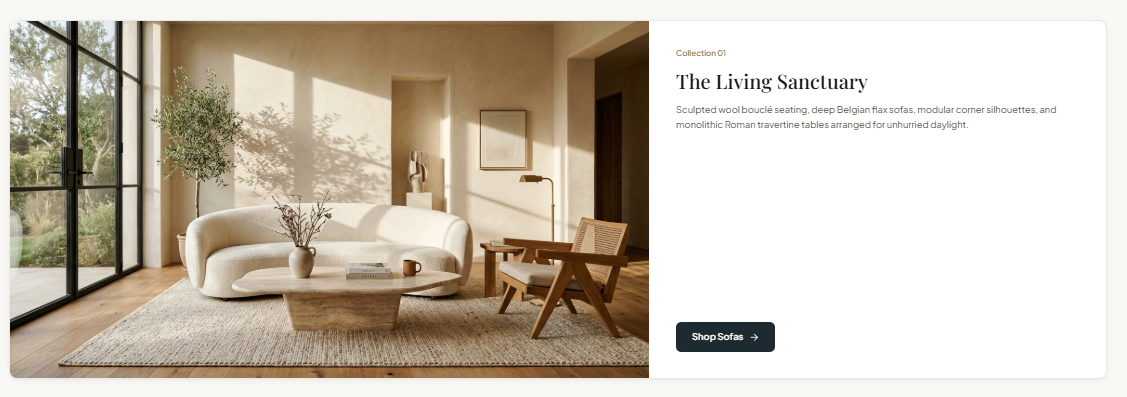 Collection 01
The Living Sanctuary
Sculpted wool bouclé seating, deep Belgian flax sofas, modular corner silhouettes, and
monolithic Roman travertine tables arranged for unhurried daylight.
Shop Sofas →